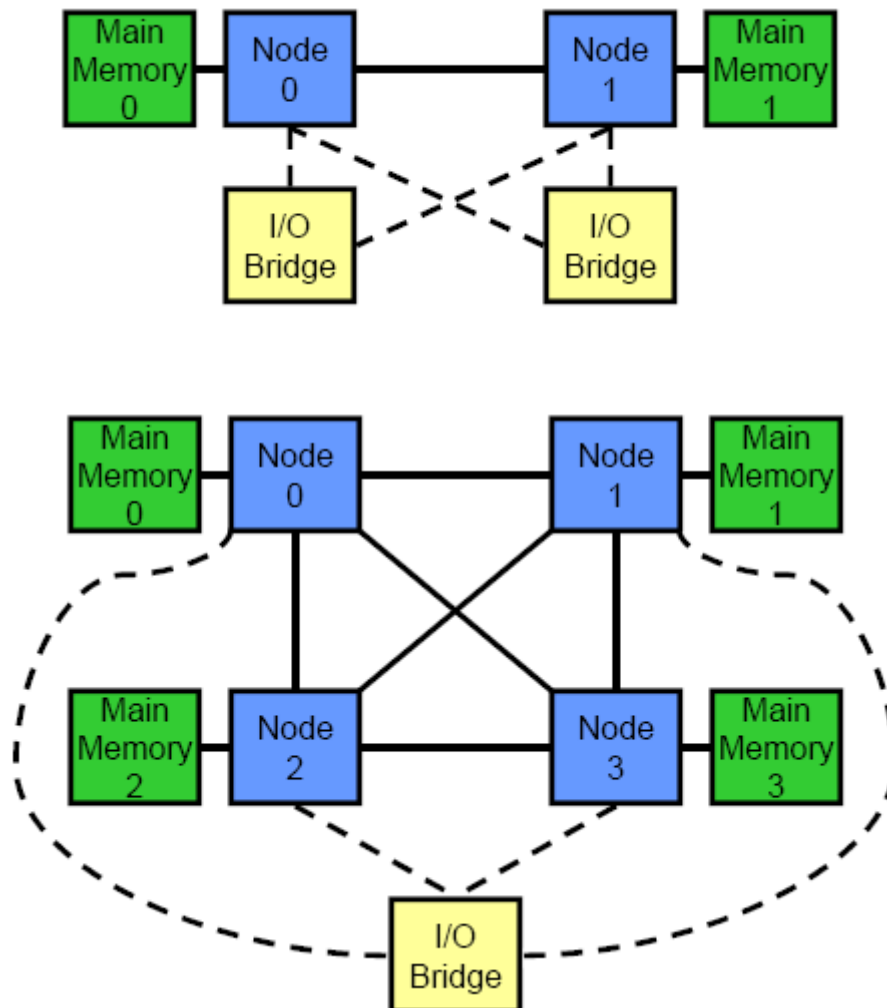 Main
Memory
0
Node
0
Node
1
Main
Memory
1
I/O
Bridge
I/O
Bridge
Main
Memory
0
Node
0
Node
1
Main
Memory
1
Main
Memory
2
Node
2
Node
3
Main
Memory
3
I/O
Bridge